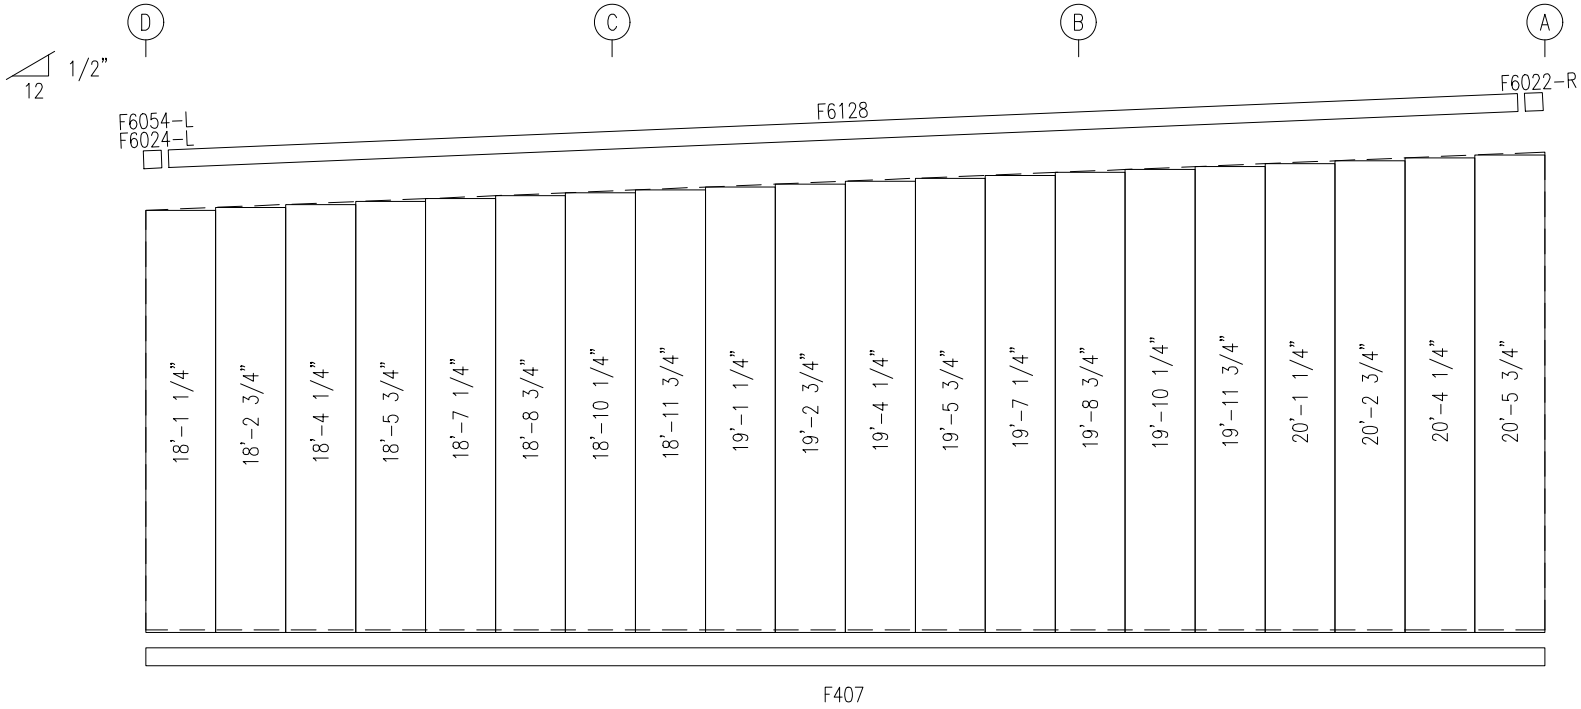 D
C
B
A
1/2"
12
F6054-L
F6024-L
F6128
F6022-R
18'-1 1/4"
18'-2 3/4"
18'-4 1/4"
18'-5 3/4"
18'-7 1/4"
18'-8 3/4"
18'-10 1/4"
18'-11 3/4"
19'-1 1/4"
19'-2 3/4"
19'-4 1/4"
19'-5 3/4"
19'-7 1/4"
19'-8 3/4"
19'-10 1/4"
19'-11 3/4"
20'-1 1/4"
20'-2 3/4"
20'-4 1/4"
20'-5 3/4"
F407